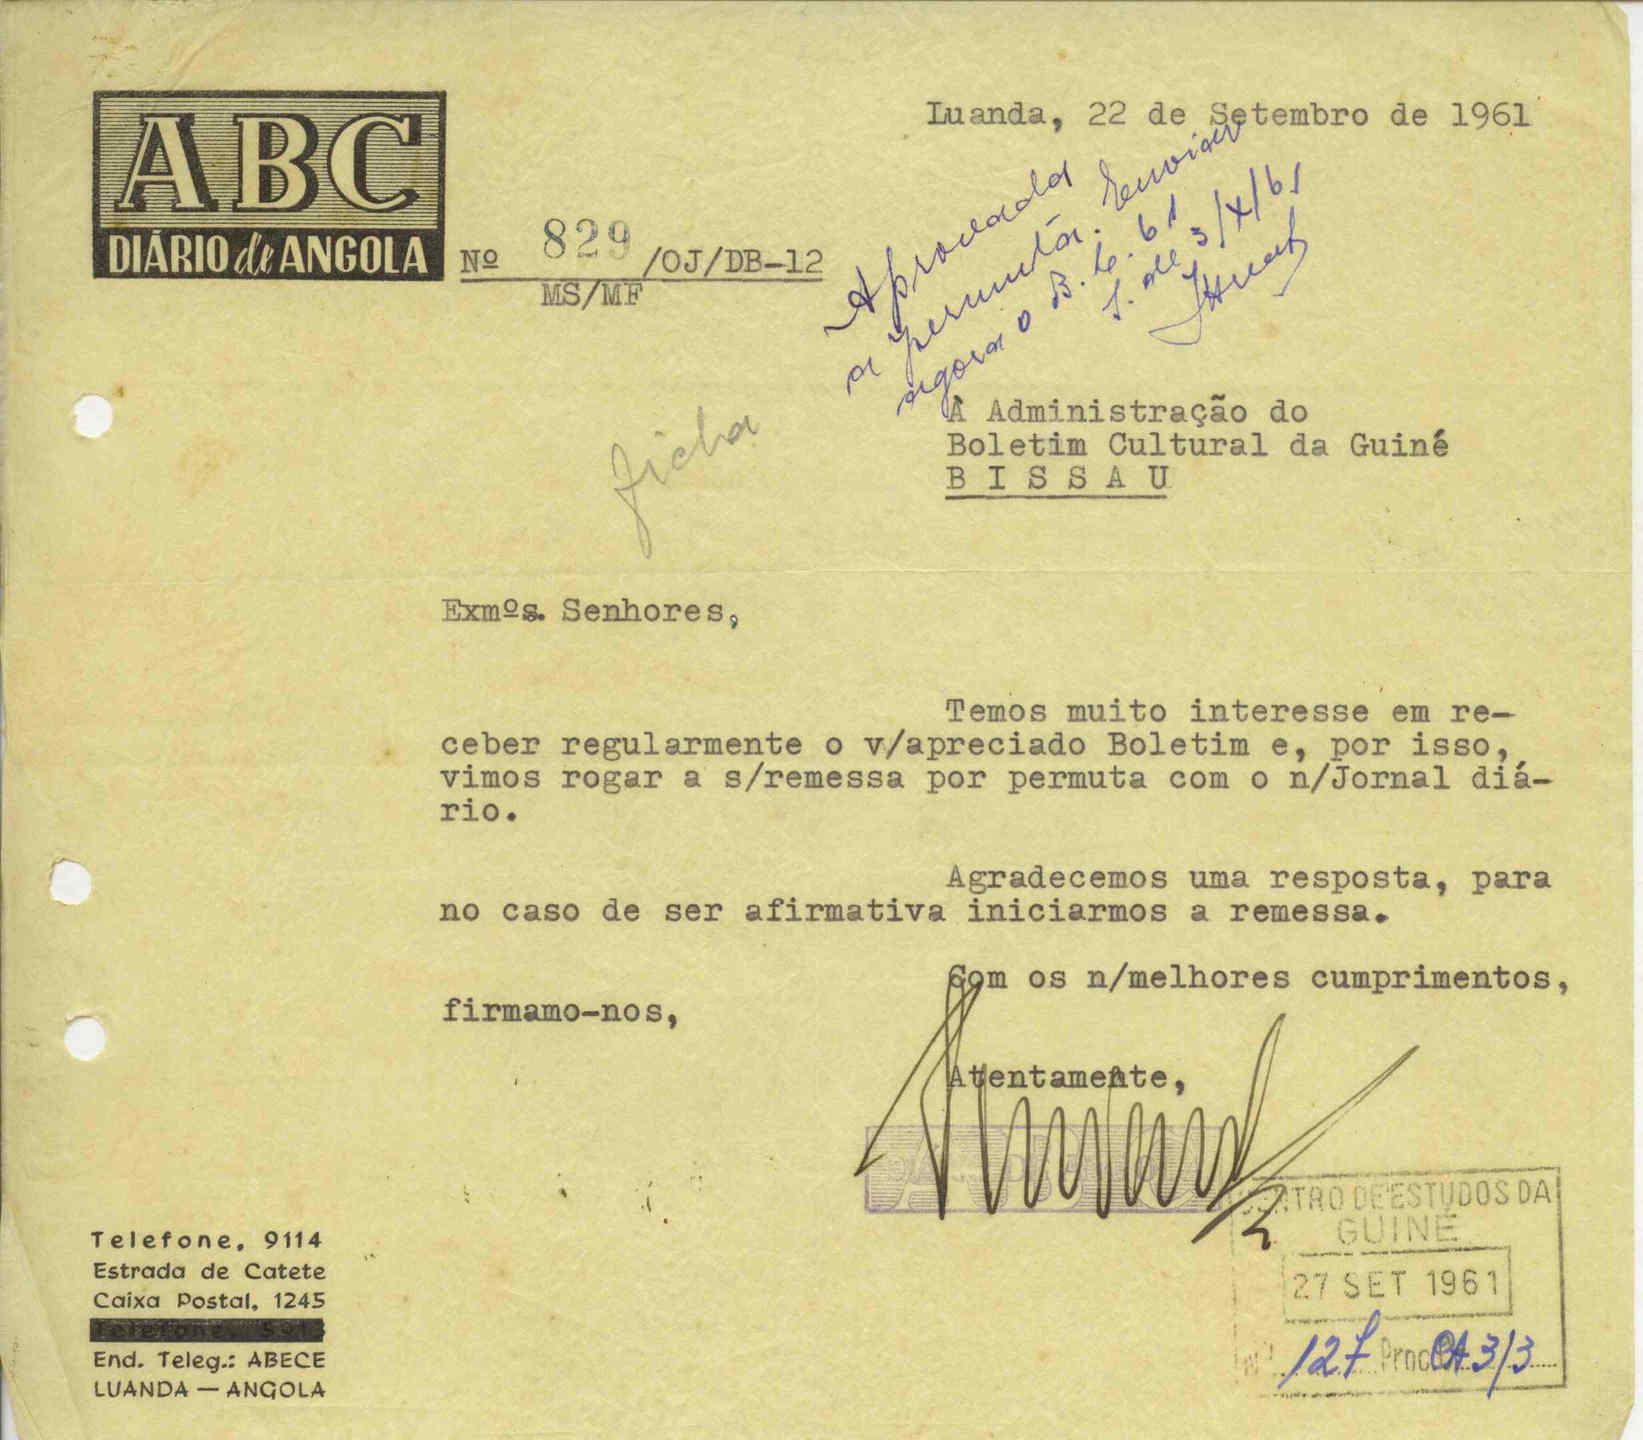 ABC
DIÁRIO de ANGOLA
Luanda, 22 de Setembro de 1961
Nº 829/OJ/DB-12
MS/MF
Aprovada
a permuta. Enviar
agora o B. C. 61
S. de 3/X/61
ficha
À Administração do
Boletim Cultural da Guiné
BISSAU
Exmºs. Senhores,
Temos muito interesse em re-
ceber regularmente o v/apreciado Boletim e, por isso,
vimos rogar a s/remessa por permuta com o n/Jornal diá-
rio.
Agradecemos uma resposta, para
no caso de ser afirmativa iniciarmos a remessa.
Com os n/melhores cumprimentos,
firmamo-nos,
Atentamente,
Telefone, 9114
Estrada de Catete
Caixa Postal, 1245
End. Teleg.: ABECE
LUANDA — ANGOLA
CENTRO DE ESTUDOS DA
GUINÉ
27 SET 1961
Nº 127 Proc. CA 3/3